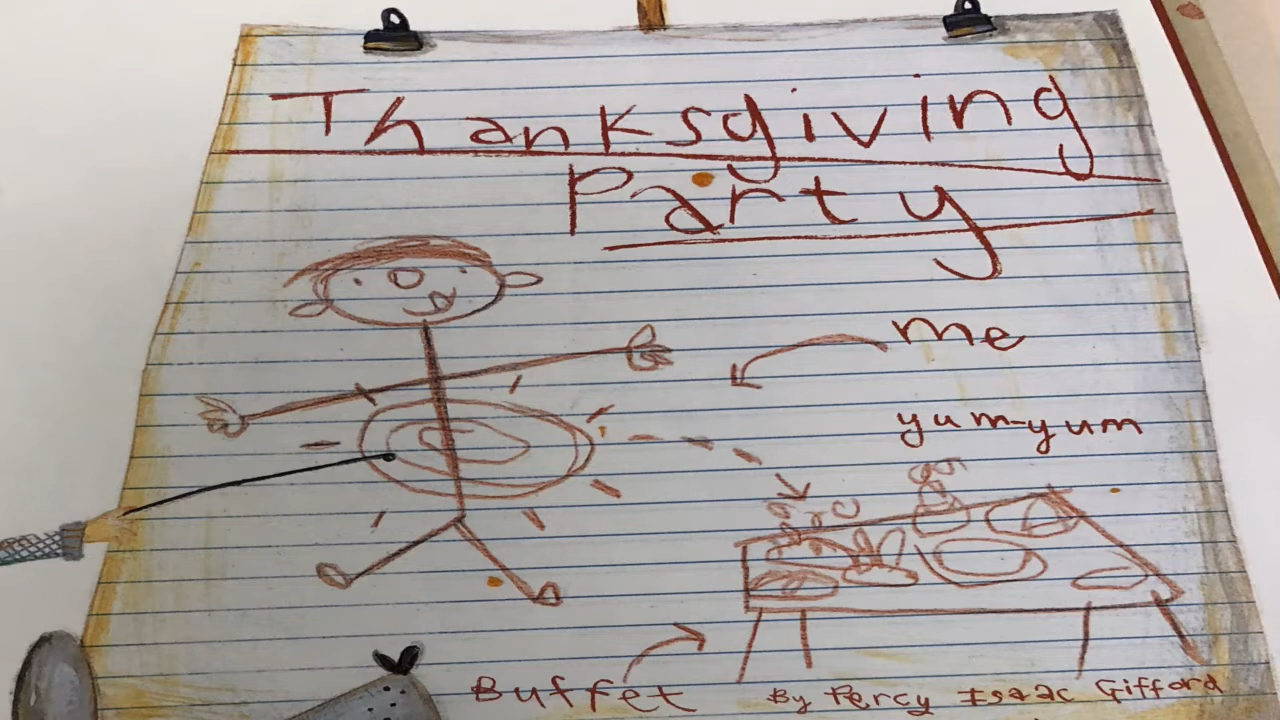 Thanksgiving
Party
me
yum-yum
Buffet
By Percy Isaac Gifford